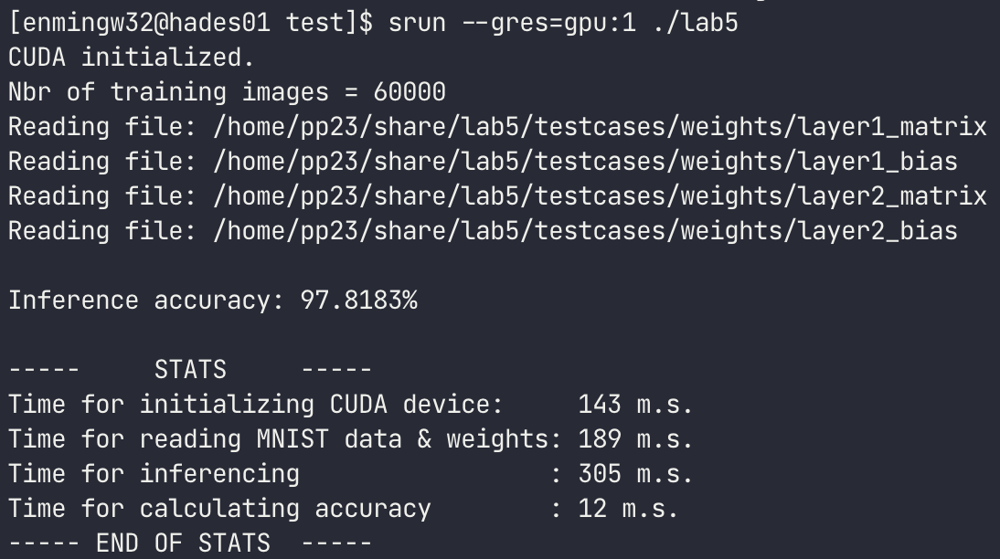 [enmingw32@hades01 test]$ srun --gres=gpu:1 ./lab5
CUDA initialized.
Nbr of training images = 60000
Reading file: /home/pp23/share/lab5/testcases/weights/layer1_matrix
Reading file: /home/pp23/share/lab5/testcases/weights/layer1_bias
Reading file: /home/pp23/share/lab5/testcases/weights/layer2_matrix
Reading file: /home/pp23/share/lab5/testcases/weights/layer2_bias

Inference accuracy: 97.8183%

-----     STATS     -----
Time for initializing CUDA device:     143 m.s.
Time for reading MNIST data & weights: 189 m.s.
Time for inferencing                 : 305 m.s.
Time for calculating accuracy        : 12 m.s.
----- END OF STATS  -----